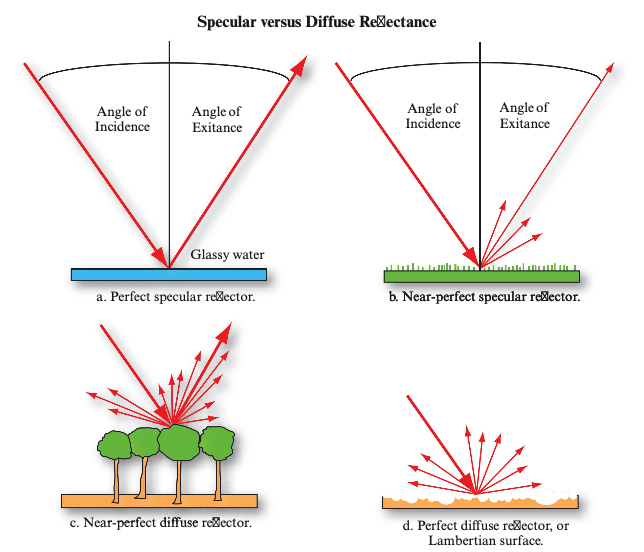 Specular versus Diffuse Re☒ectance
Angle of
Incidence
Angle of
Exitance
Glassy water
a. Perfect specular re☒ector.
Angle of
Incidence
Angle of
Exitance
b. Near-perfect specular re☒ector.
c. Near-perfect diffuse re☒ector.
d. Perfect diffuse re☒ector, or
Lambertian surface.